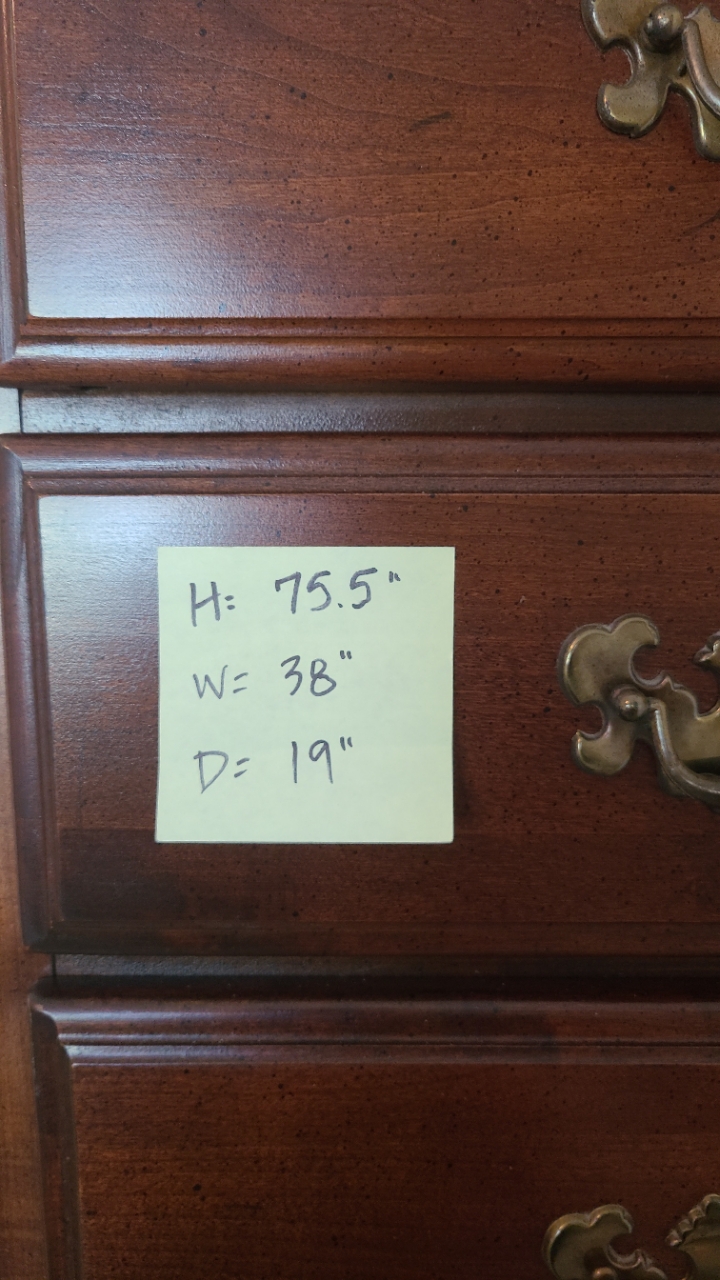 H: 75.5"
W= 38"
D= 19"